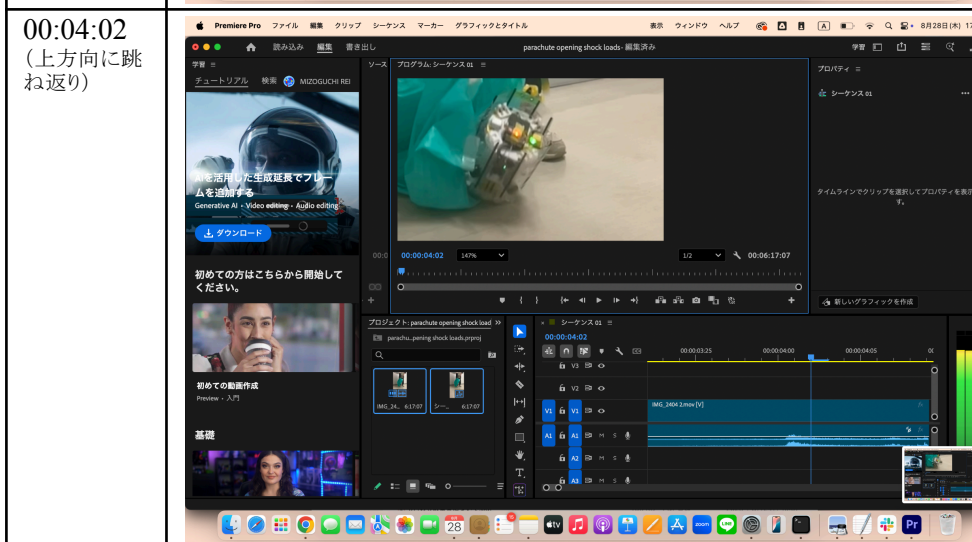 00:04:02
（上方向に跳
ね返り）
Premiere Pro ファイル 編集 クリップ シーケンス マーカー グラフィックとタイトル 表示 ウィンドウ ヘルプ A 8月28日(木) 17
読み込み 編集 書き出し parachute opening shock loads- 編集済み 学習
学習 ソース プログラム: シーケンス 01 プロパティ
チュートリアル 検索 MIZOGUCHI REI
シーケンス 01
AIを活用した生成延長でフレー
ムを追加する
Generative AI • Video editing • Audio editing
ダウンロード
タイムラインでクリップを選択してプロパティを表示
す。
00:0 00:00:04:02 147% 1/2 00:06:17:07
初めての方はこちらから開始して
ください。
新しいグラフィックを作成
プロジェクト: parachute opening shock load
parachu...pening shock loads.prproj
シーケンス 01
00:00:04:02
00:00:03:25 00:00:04:00 00:00:04:05 00
V3
V2
IMG_24... 6:17:07 シー... 6:17:07
V1 V1 IMG_2404 2.mov [V] fx
A1 A1 M S fx
A2 M S
A3 M S
初めての動画作成
Preview • 入門
基礎
T
28
tv
zoom
LINE
Pr